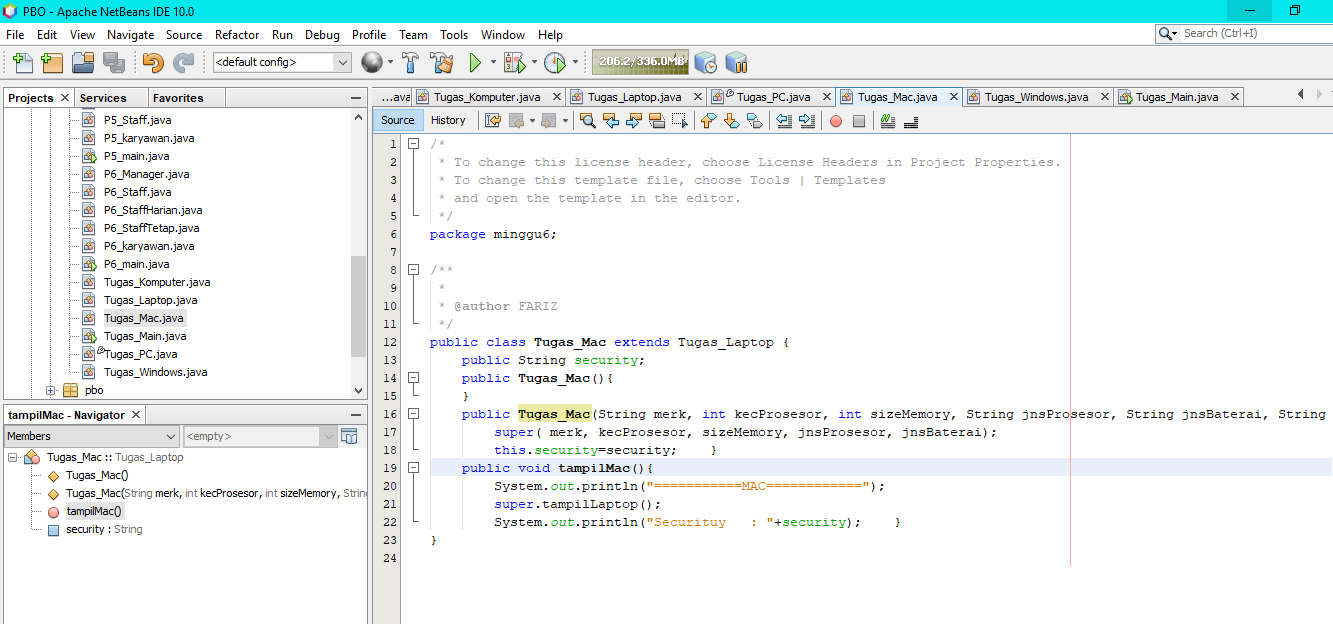 PBO - Apache NetBeans IDE 10.0
File Edit View Navigate Source Refactor Run Debug Profile Team Tools Window Help
Search (Ctrl+I)
<default config>
206.2/336.0MB
Projects
Services
Favorites
P5_Staff.java
P5_karyawan.java
P5_main.java
P6_Manager.java
P6_Staff.java
P6_StaffHarian.java
P6_StaffTetap.java
P6_karyawan.java
P6_main.java
Tugas_Komputer.java
Tugas_Laptop.java
Tugas_Mac.java
Tugas_Main.java
Tugas_PC.java
Tugas_Windows.java
pbo
tampilMac - Navigator
Members
<empty>
Tugas_Mac :: Tugas_Laptop
Tugas_Mac()
Tugas_Mac(String merk, int kecProsesor, int sizeMemory, Strin
tampilMac()
security : String
...ava Tugas_Komputer.java Tugas_Laptop.java Tugas_PC.java Tugas_Mac.java Tugas_Windows.java Tugas_Main.java
Source History
1 /*
2 * To change this license header, choose License Headers in Project Properties.
3 * To change this template file, choose Tools | Templates
4 * and open the template in the editor.
5 */
6 package minggu6;
7
8 /**
9 *
10 * @author FARIZ
11 */
12 public class Tugas_Mac extends Tugas_Laptop {
13 public String security;
14 public Tugas_Mac(){
15 }
16 public Tugas_Mac(String merk, int kecProsesor, int sizeMemory, String jnsProsesor, String jnsBaterai, String
17 super( merk, kecProsesor, sizeMemory, jnsProsesor, jnsBaterai);
18 this.security=security; }
19 public void tampilMac(){
20 System.out.println("===========MAC============");
21 super.tampilLaptop();
22 System.out.println("Securituy : "+security); }
23 }
24